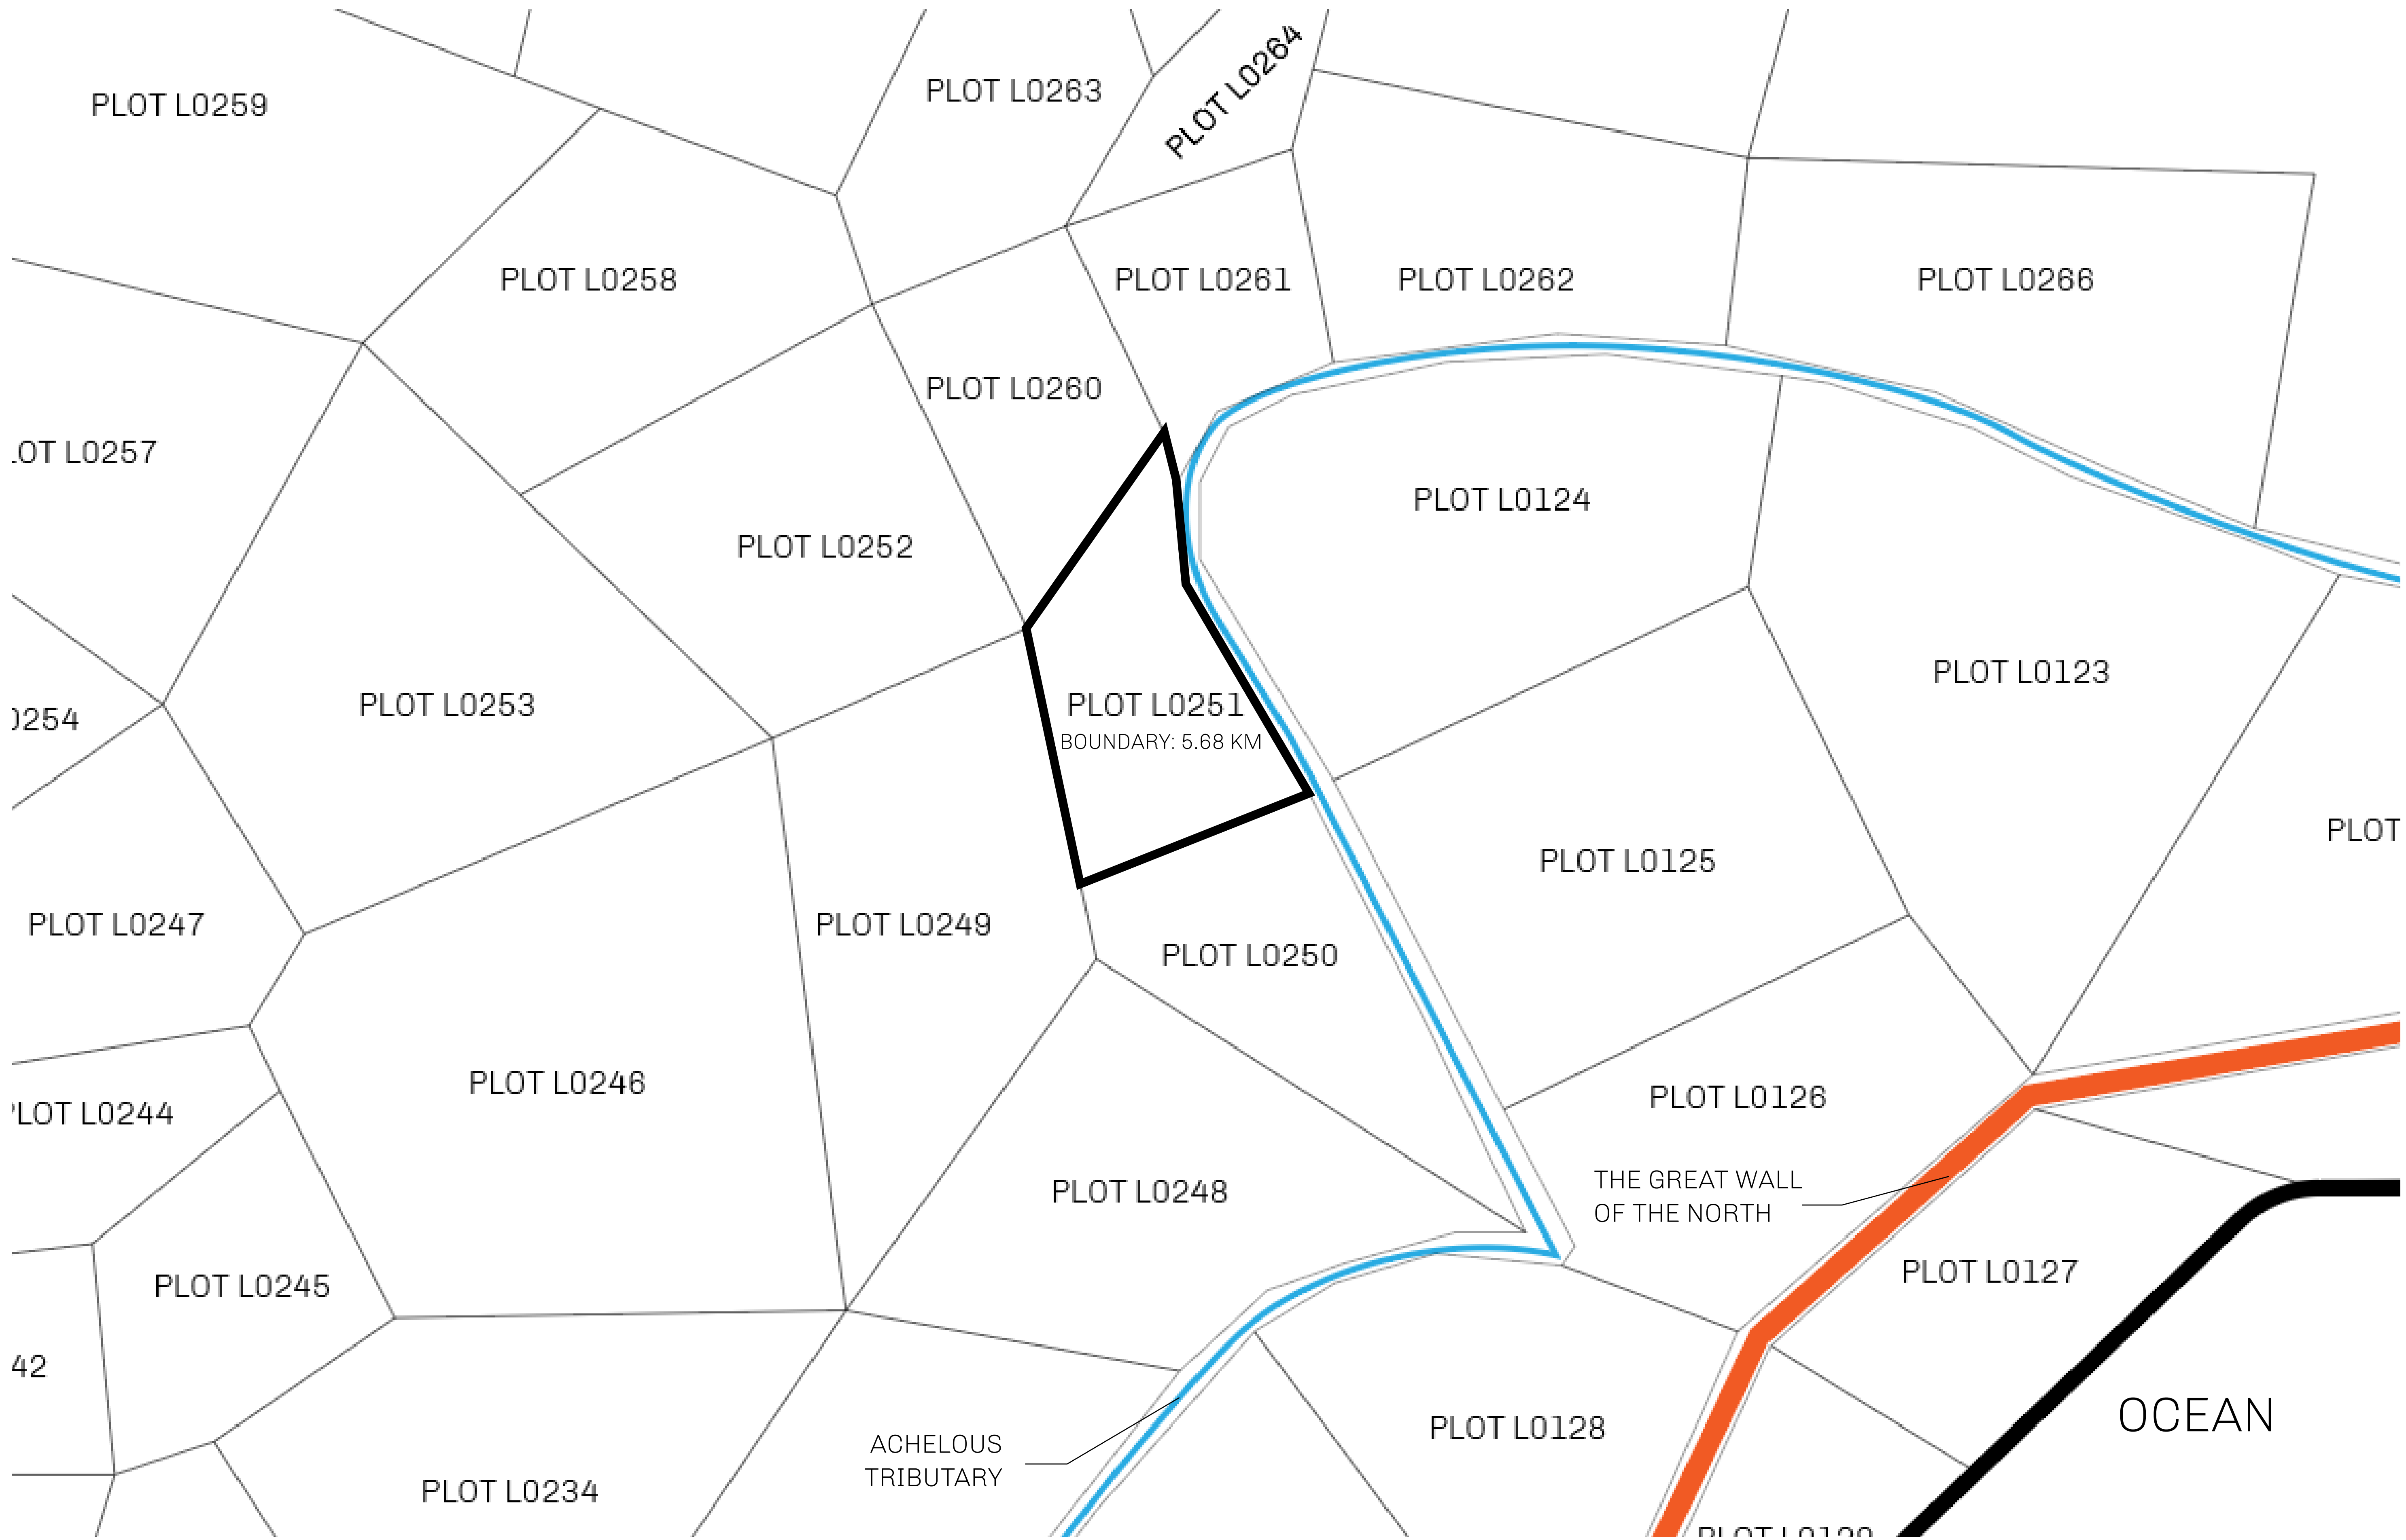 PLOT L0264
PLOT L0263
PLOT L0259
PLOT L0258
PLOT L0261
PLOT L0262
PLOT L0266
PLOT L0260
LOT L0257
PLOT L0124
PLOT L0252
PLOT L0123
PLOT L0253
PLOT L0251
0254
BOUNDARY: 5.68 KM
PLOT
PLOT L0125
PLOT L0247
PLOT L0249
PLOT L0250
PLOT L0246
PLOT L0126
LOT L0244
THE GREAT WALL
OF THE NORTH
PLOT L0248
PLOT L0127
PLOT L0245
42
OCEAN
PLOT L0128
ACHELOUS
TRIBUTARY
PLOT L0234